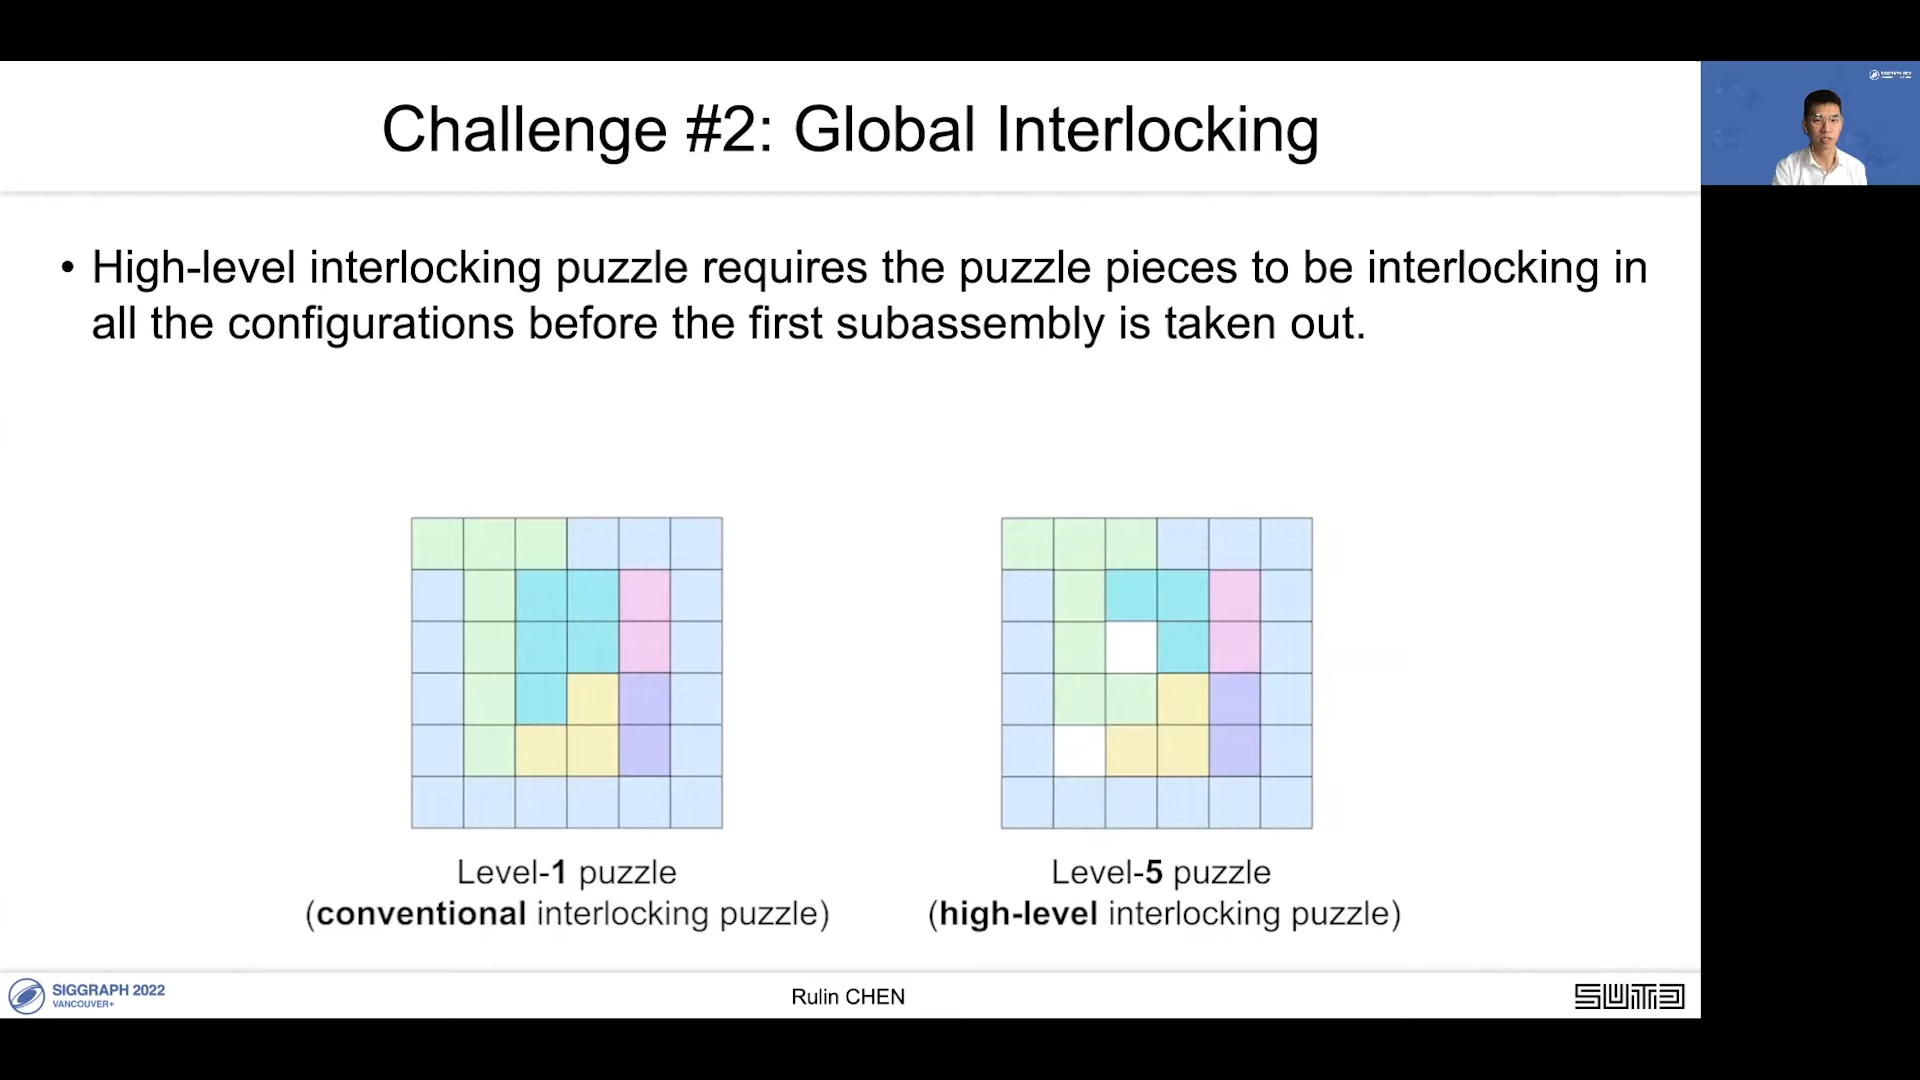 Challenge #2: Global Interlocking
• High-level interlocking puzzle requires the puzzle pieces to be interlocking in
all the configurations before the first subassembly is taken out.
Level-1 puzzle
(conventional interlocking puzzle)
Level-5 puzzle
(high-level interlocking puzzle)
SIGGRAPH 2022
VANCOUVER+
Rulin CHEN
SUTD